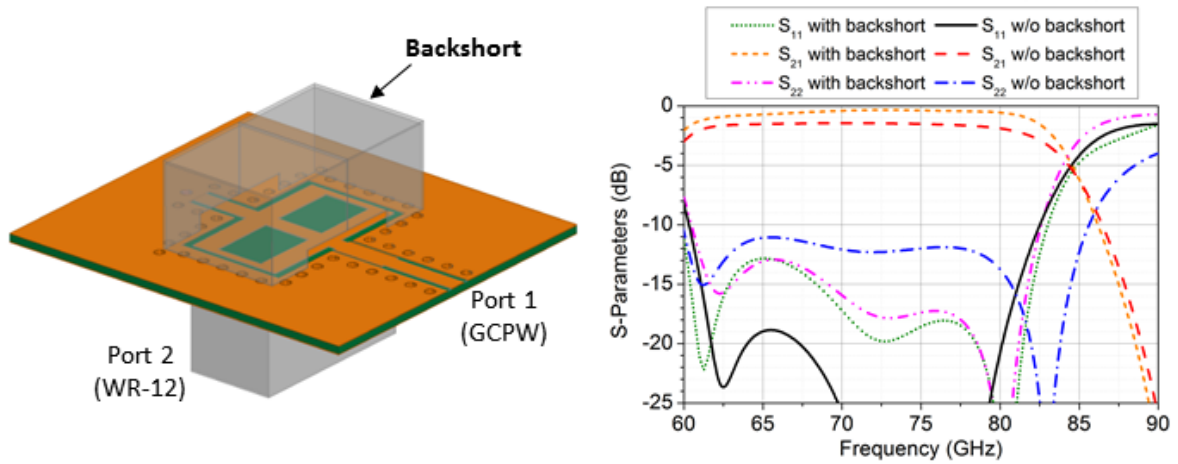 Backshort
Port 1
(GCPW)
Port 2
(WR-12)
S11 with backshort
S11 w/o backshort
S21 with backshort
S21 w/o backshort
S22 with backshort
S22 w/o backshort
S-Parameters (dB)
0
-5
-10
-15
-20
-25
60
65
70
75
80
85
90
Frequency (GHz)